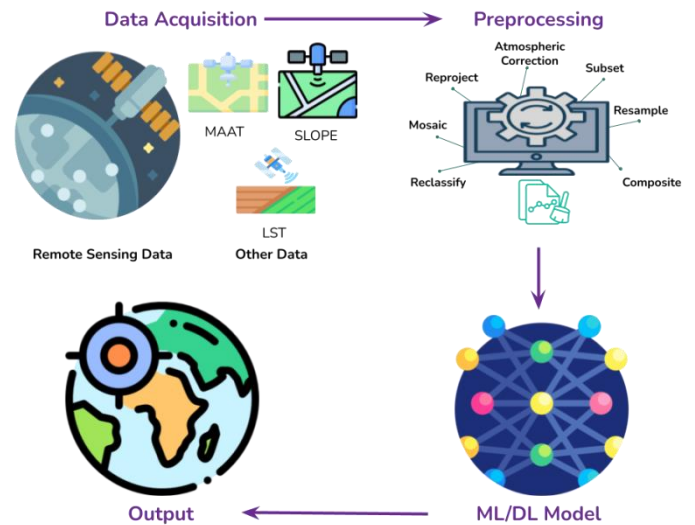 Data Acquisition
Preprocessing
MAAT
SLOPE
LST
Remote Sensing Data
Other Data
Atmospheric
Correction
Subset
Reproject
Resample
Mosaic
Reclassify
Composite
Output
ML/DL Model